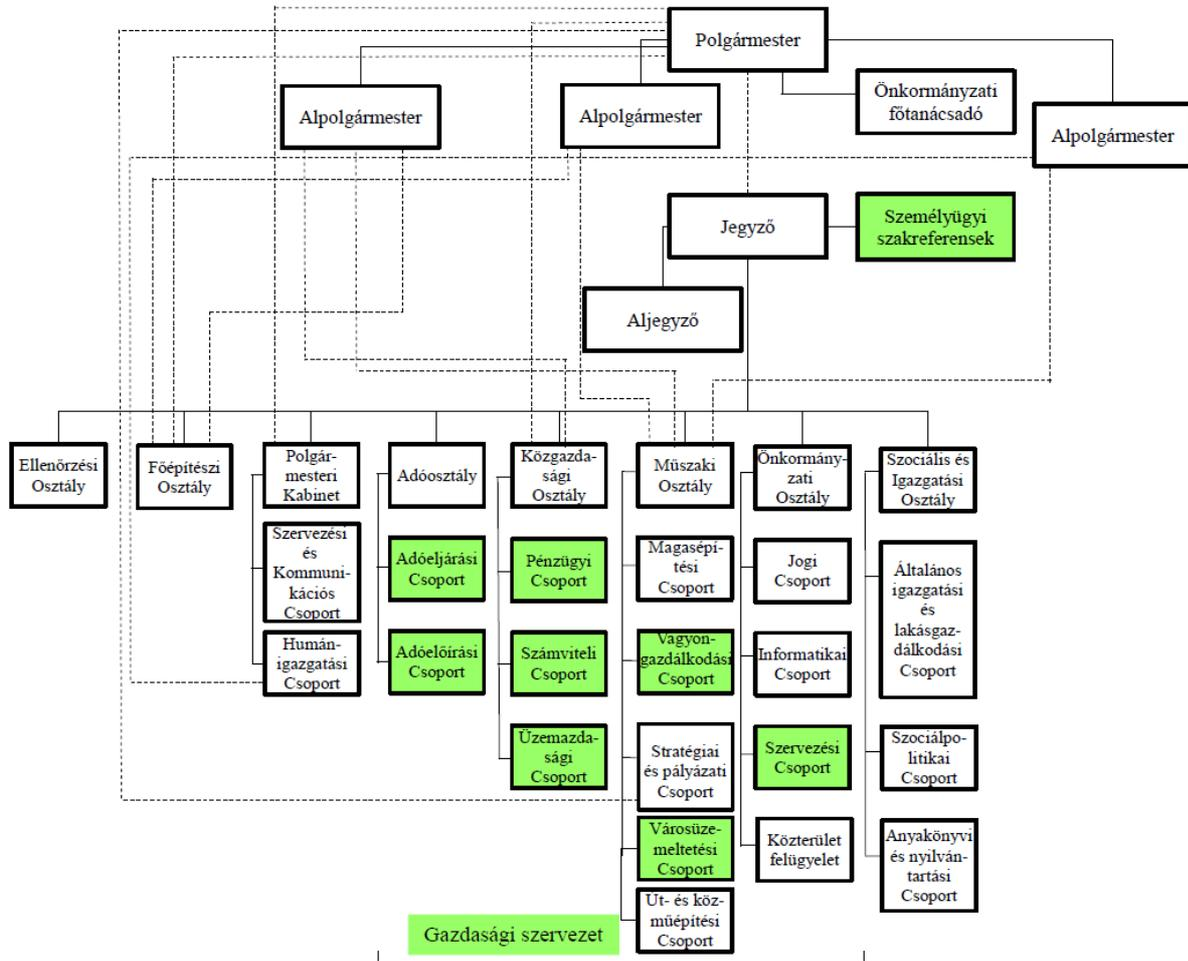 Polgármester
Alpolgármester
Alpolgármester
Önkormányzati
főtanácsadó
Alpolgármester
Jegyző
Személyügyi
szakreferensek
Aljegyző
Ellenőrzési
Osztály
Főépítészi
Osztály
Polgár-
mesteri
Kabinet
Szervezési
és
Kommuni-
kációs
Csoport
Humán-
igazgatási
Csoport
Adóosztály
Adóeljárási
Csoport
Adóelőírási
Csoport
Közgazda-
sági
Osztály
Pénzügyi
Csoport
Számviteli
Csoport
Üzemazda-
sági
Csoport
Műszaki
Osztály
Magasépí-
tési
Csoport
Vagyon-
gazdálkodási
Csoport
Stratégiai
és pályázati
Csoport
Városüze-
meltetési
Csoport
Ut- és köz-
műépítési
Csoport
Önkormány-
zati
Osztály
Jogi
Csoport
Informatikai
Csoport
Szervezési
Csoport
Közterület
felügyelet
Szociális és
Igazgatási
Osztály
Általános
igazgatási
és
lakásgaz-
dálkodási
Csoport
Szociálpo-
litikai
Csoport
Anyakönyvi
és nyilván-
tartási
Csoport
Gazdasági szervezet